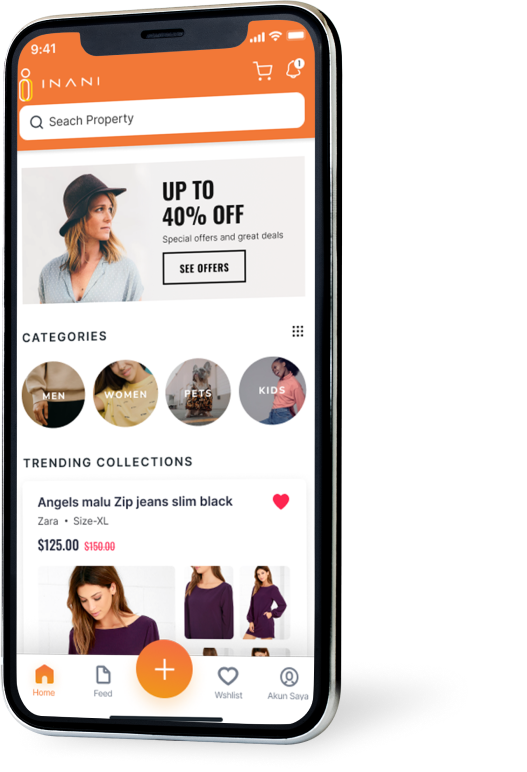 9:41
INANI
1
Seach Property
UP TO
40% OFF
Special offers and great deals
SEE OFFERS
CATEGORIES
MEN
WOMEN
PETS
KIDS
TRENDING COLLECTIONS
Angels malu Zip jeans slim black
Zara • Size-XL
$125.00 $150.00
Home
Feed
Wshlist
Akun Saya